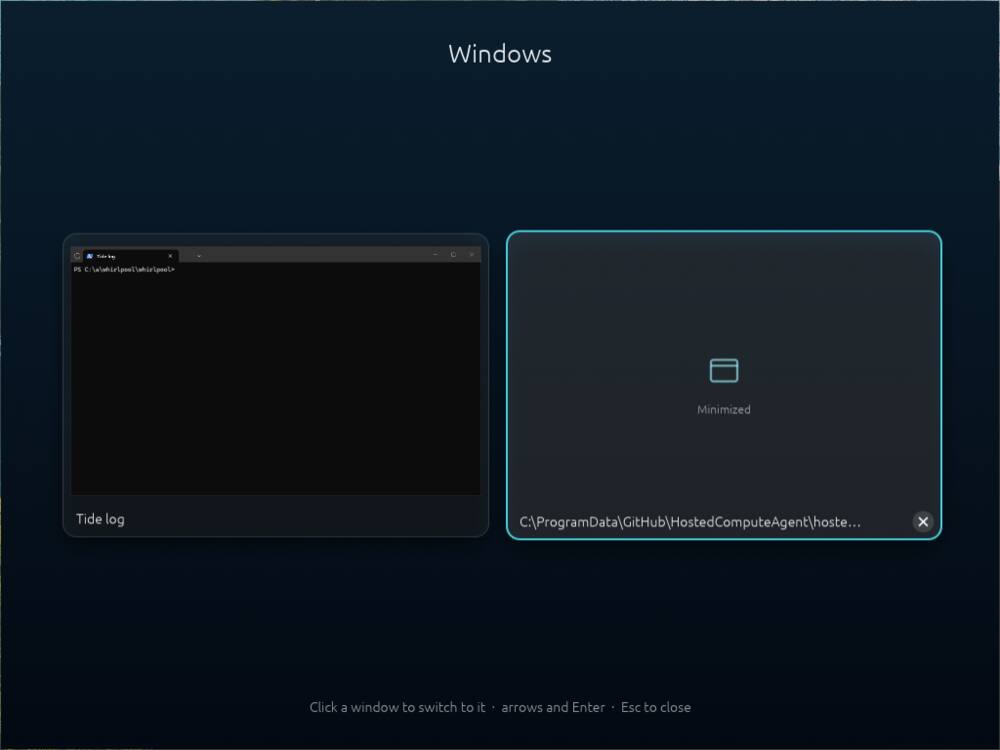 Windows
Tide log
PS C:\a\whirlpool\whirlpool>
Minimized
Tide log
C:\ProgramData\GitHub\HostedComputeAgent\hoste...
Click a window to switch to it · arrows and Enter · Esc to close